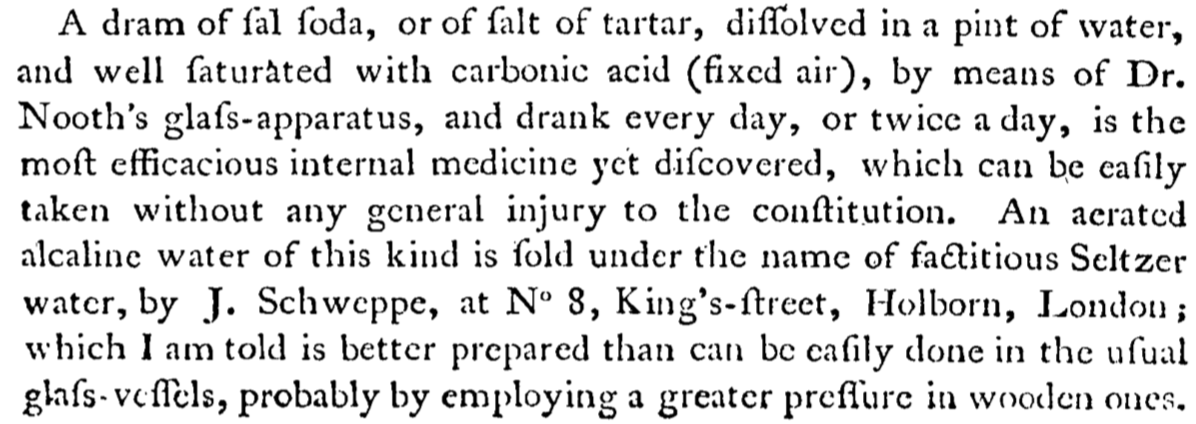 A dram of ſal ſoda, or of ſalt of tartar, diſſolved in a pint of water,
and well ſaturated with carbonic acid (fixed air), by means of Dr.
Nooth's glaſs-apparatus, and drank every day, or twice a day, is the
moſt efficacious internal medicine yet diſcovered, which can be eaſily
taken without any general injury to the conſtitution. An aerated
alcaline water of this kind is ſold under the name of factitious Seltzer
water, by J. Schweppe, at Nº 8, King's-ſtreet, Holborn, London;
which I am told is better prepared than can be eaſily done in the uſual
glaſs-veſſels, probably by employing a greater preſſure in wooden ones.